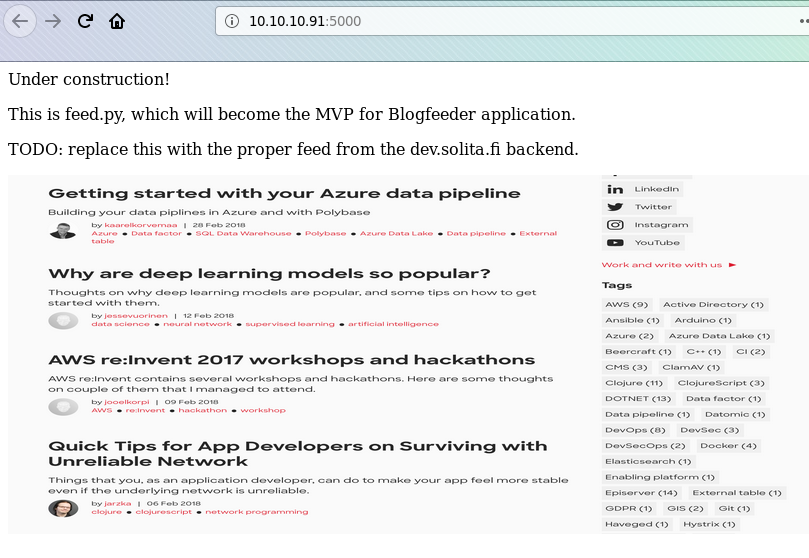 10.10.10.91:5000
Under construction!
This is feed.py, which will become the MVP for Blogfeeder application.
TODO: replace this with the proper feed from the dev.solita.fi backend.
Getting started with your Azure data pipeline
Building your data piplines in Azure and with Polybase
by kaarelkorvemaa | 28 Feb 2018
Azure • Data factor • SQL Data Warehouse • Polybase • Azure Data Lake • Data pipeline • External
table
Why are deep learning models so popular?
Thoughts on why deep learning models are popular, and some tips on how to get
started with them.
by jessevuorinen | 12 Feb 2018
data science • neural network • supervised learning • artificial intelligence
AWS re:Invent 2017 workshops and hackathons
AWS re:Invent contains several workshops and hackathons. Here are some thoughts
on couple of them that I managed to attend.
by jooelkorpi | 09 Feb 2018
AWS • re:Invent • hackathon • workshop
Quick Tips for App Developers on Surviving with
Unreliable Network
Things that you, as an application developer, can do to make your app feel more stable
even if the underlying network is unreliable.
by jarzka | 06 Feb 2018
clojure • clojurescript • network programming
LinkedIn
Twitter
Instagram
YouTube
Work and write with us ►
Tags
AWS (9) Active Directory (1)
Ansible (1) Arduino (1)
Azure (2) Azure Data Lake (1)
Beercraft (1) C++ (1) CI (2)
CMS (3) ClamAV (1)
Clojure (11) ClojureScript (3)
DOTNET (13) Data factor (1)
Data pipeline (1) Datomic (1)
DevOps (8) DevSec (3)
DevSecOps (2) Docker (4)
Elasticsearch (1)
Enabling platform (1)
Episerver (14) External table (1)
GDPR (1) GIS (2) Git (1)
Haveged (1) Hystrix (1)